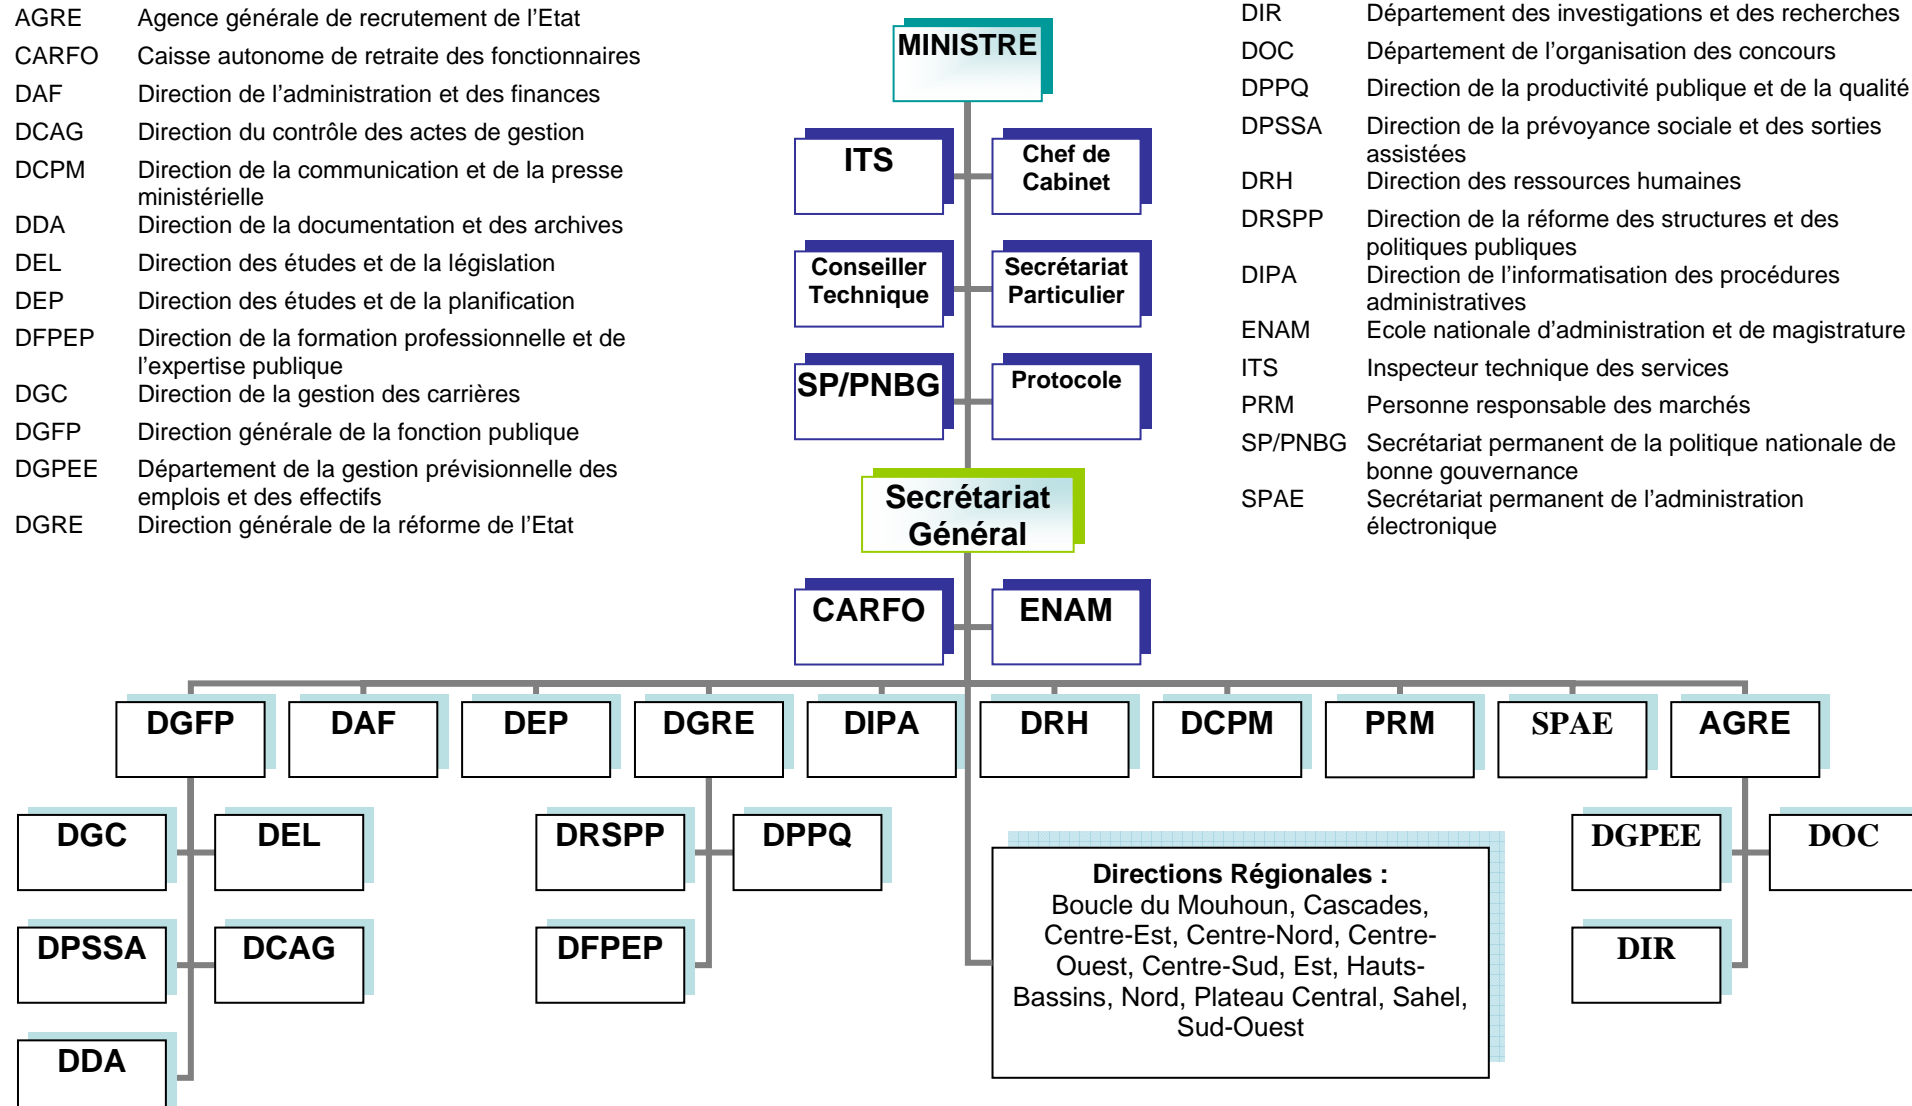 AGRE Agence générale de recrutement de l’Etat
CARFO Caisse autonome de retraite des fonctionnaires
DAF Direction de l’administration et des finances
DCAG Direction du contrôle des actes de gestion
DCPM Direction de la communication et de la presse
ministérielle
DDA Direction de la documentation et des archives
DEL Direction des études et de la législation
DEP Direction des études et de la planification
DFPEP Direction de la formation professionnelle et de
l’expertise publique
DGC Direction de la gestion des carrières
DGFP Direction générale de la fonction publique
DGPEE Département de la gestion prévisionnelle des
emplois et des effectifs
DGRE Direction générale de la réforme de l’Etat
DIR Département des investigations et des recherches
DOC Département de l’organisation des concours
DPPQ Direction de la productivité publique et de la qualité
DPSSA Direction de la prévoyance sociale et des sorties
assistées
DRH Direction des ressources humaines
DRSPP Direction de la réforme des structures et des
politiques publiques
DIPA Direction de l’informatisation des procédures
administratives
ENAM Ecole nationale d’administration et de magistrature
ITS Inspecteur technique des services
PRM Personne responsable des marchés
SP/PNBG Secrétariat permanent de la politique nationale de
bonne gouvernance
SPAE Secrétariat permanent de l’administration
électronique
MINISTRE
ITS
Chef de
Cabinet
Conseiller
Technique
Secrétariat
Particulier
SP/PNBG
Protocole
Secrétariat
Général
CARFO
ENAM
DGFP
DAF
DEP
DGRE
DIPA
DRH
DCPM
PRM
SPAE
AGRE
DGC
DEL
DRSPP
DPPQ
DGPEE
DOC
DPSSA
DCAG
DFPEP
DIR
DDA
Directions Régionales :
Boucle du Mouhoun, Cascades,
Centre-Est, Centre-Nord, Centre-
Ouest, Centre-Sud, Est, Hauts-
Bassins, Nord, Plateau Central, Sahel,
Sud-Ouest